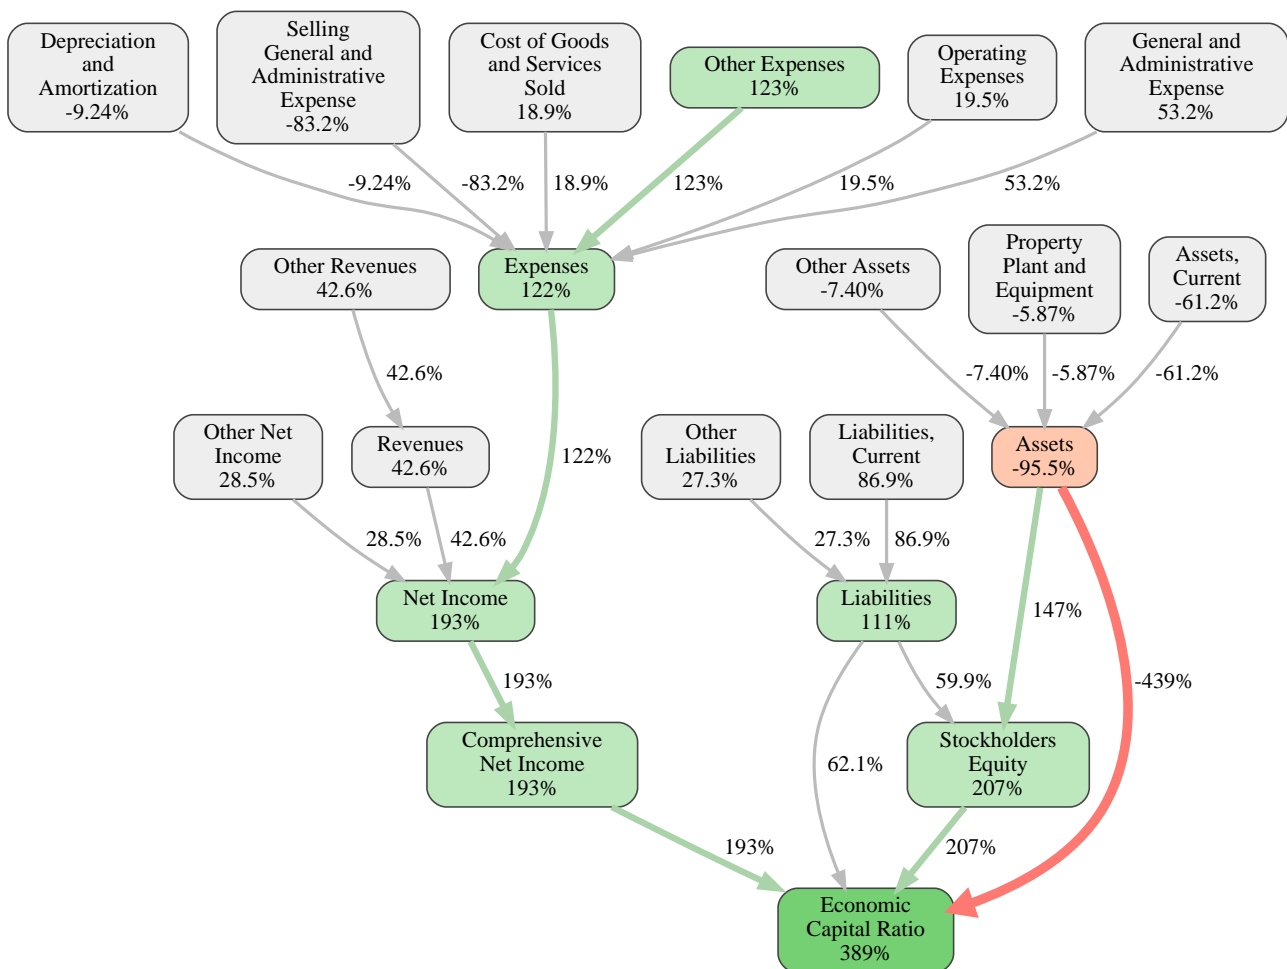 Depreciation
and
Amortization
-9.24%
Selling
General and
Administrative
Expense
-83.2%
Cost of Goods
and Services
Sold
18.9%
Other Expenses
123%
Operating
Expenses
19.5%
General and
Administrative
Expense
53.2%
-9.24%
-83.2%
18.9%
123%
19.5%
53.2%
Other Revenues
42.6%
Expenses
122%
Other Assets
-7.40%
Property
Plant and
Equipment
-5.87%
Assets,
Current
-61.2%
42.6%
-7.40%
-5.87%
-61.2%
Other Net
Income
28.5%
Revenues
42.6%
122%
Other
Liabilities
27.3%
Liabilities,
Current
86.9%
Assets
-95.5%
28.5%
42.6%
27.3%
86.9%
Net Income
193%
Liabilities
111%
147%
193%
59.9%
-439%
Comprehensive
Net Income
193%
62.1%
Stockholders
Equity
207%
193%
207%
Economic
Capital Ratio
389%